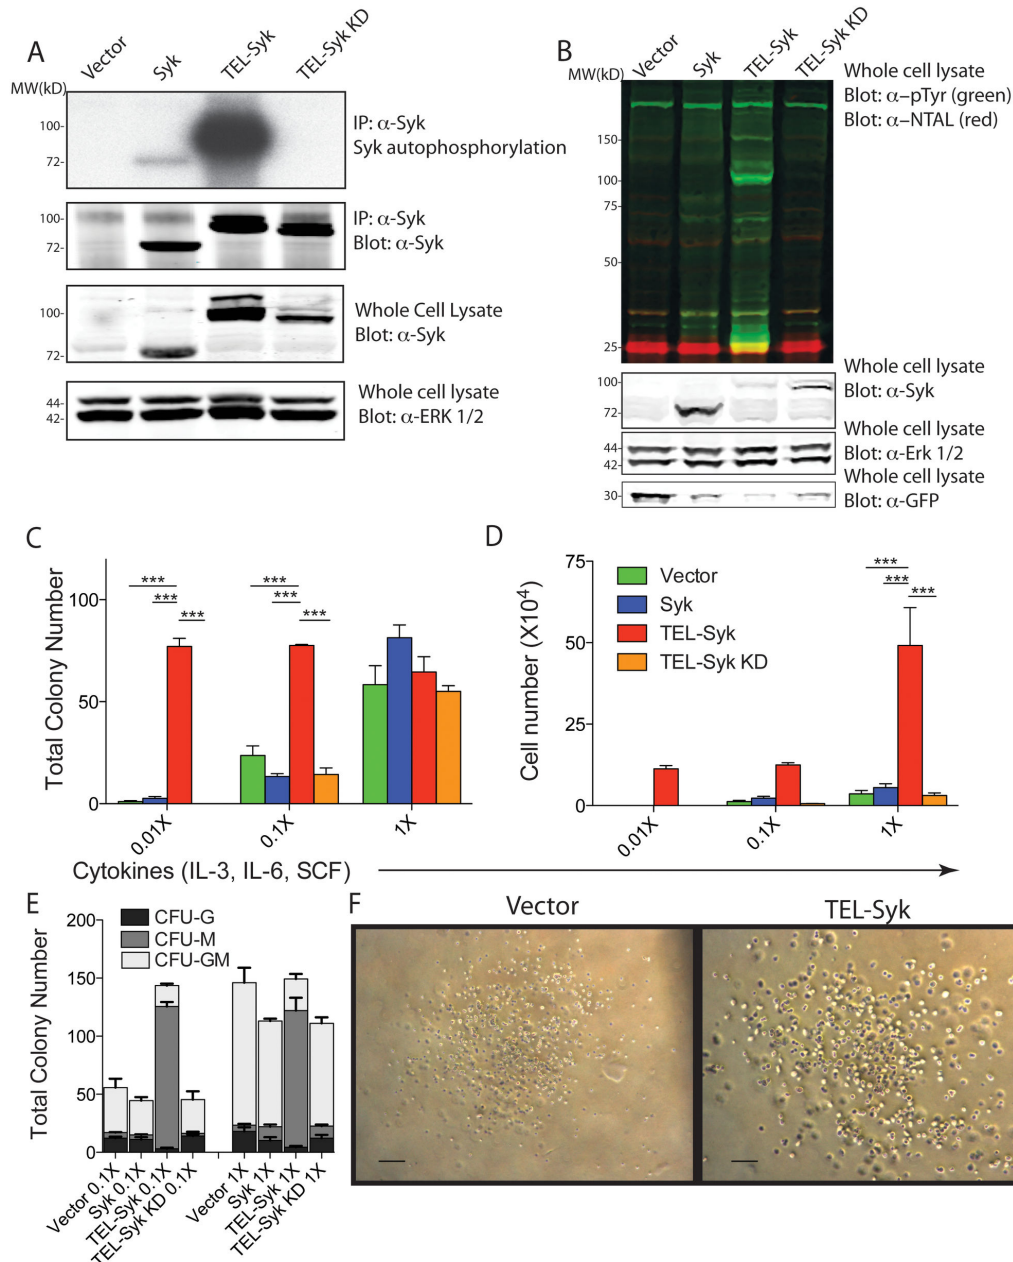 A
Vector
Syk
TEL-Syk
TEL-Syk KD
MW(kD)
100-
72-
IP: α-Syk
Syk autophosphorylation
100-
72-
IP: α-Syk
Blot: α-Syk
100-
72-
Whole Cell Lysate
Blot: α-Syk
44-
42-
Whole cell lysate
Blot: α-ERK 1/2
B
Vector
Syk
TEL-Syk
TEL-Syk KD
MW(kD)
150-
100-
75-
50-
25-
Whole cell lysate
Blot: α–pTyr (green)
Blot: α–NTAL (red)
100-
72-
Whole cell lysate
Blot: α-Syk
44-
42-
Whole cell lysate
Blot: α-Erk 1/2
30-
Whole cell lysate
Blot: α-GFP
C
Total Colony Number
100
50
0
***
***
***
***
***
***
0.01X
0.1X
1X
D
Cell number (X10⁴)
75
50
25
0
Vector
Syk
TEL-Syk
TEL-Syk KD
***
***
***
0.01X
0.1X
1X
Cytokines (IL-3, IL-6, SCF)
E
Total Colony Number
200
150
100
50
0
CFU-G
CFU-M
CFU-GM
Vector 0.1X
Syk 0.1X
TEL-Syk 0.1X
TEL-Syk KD 0.1X
Vector 1X
Syk 1X
TEL-Syk 1X
TEL-Syk KD 1X
F
Vector
TEL-Syk